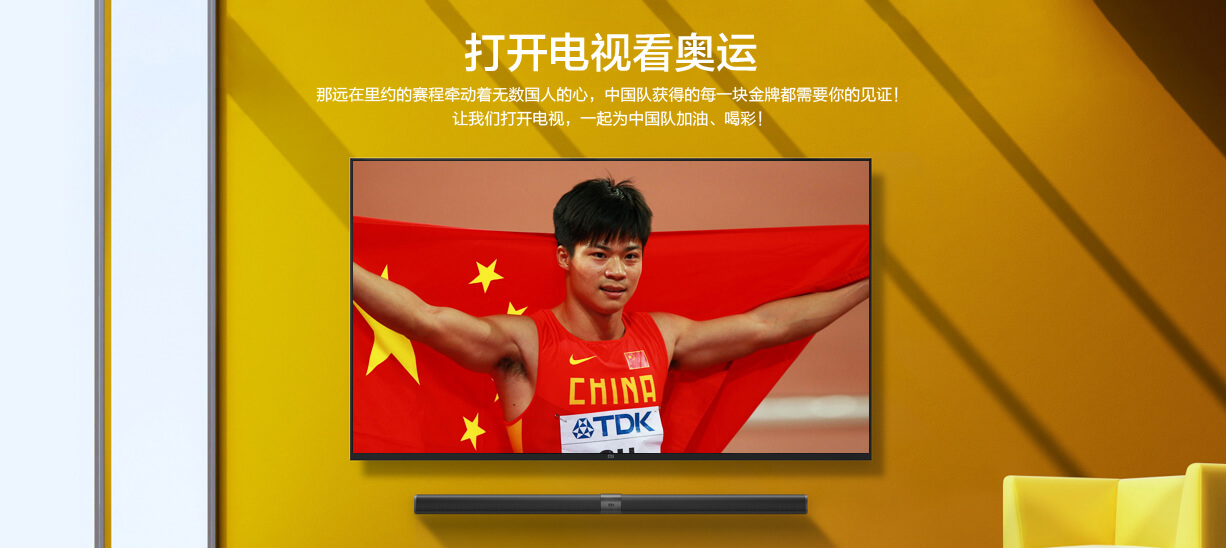 打开电视看奥运
那远在里约的赛程牵动着无数国人的心，中国队获得的每一块金牌都需要你的见证！
让我们打开电视，一起为中国队加油、喝彩！
CHINA
TDK